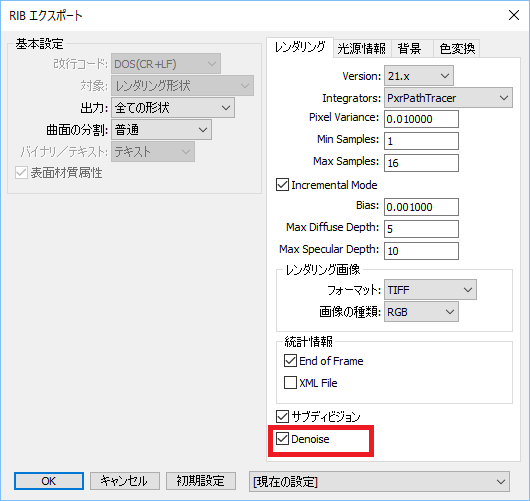 RIB エクスポート
基本設定
改行コード: DOS(CR+LF)
対象: レンダリング形状
出力: 全ての形状
曲面の分割: 普通
バイナリ／テキスト: テキスト
表面材質属性
レンダリング 光源情報 背景 色変換
Version: 21.x
Integrators: PxrPathTracer
Pixel Variance: 0.010000
Min Samples: 1
Max Samples: 16
Incremental Mode
Bias: 0.001000
Max Diffuse Depth: 5
Max Specular Depth: 10
レンダリング画像
フォーマット: TIFF
画像の種類: RGB
統計情報
End of Frame
XML File
サブディビジョン
Denoise
OK キャンセル 初期設定 [現在の設定]